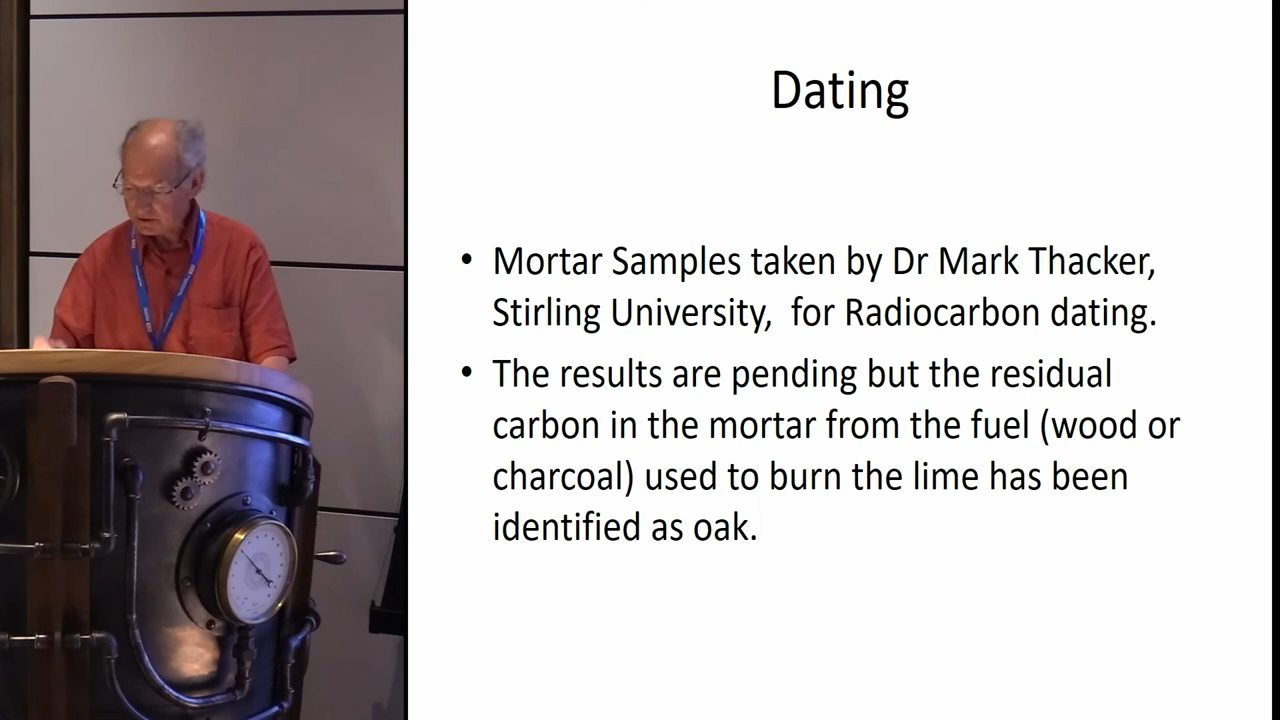 Dating
• Mortar Samples taken by Dr Mark Thacker,
Stirling University,  for Radiocarbon dating.
• The results are pending but the residual
carbon in the mortar from the fuel (wood or
charcoal) used to burn the lime has been
identified as oak.